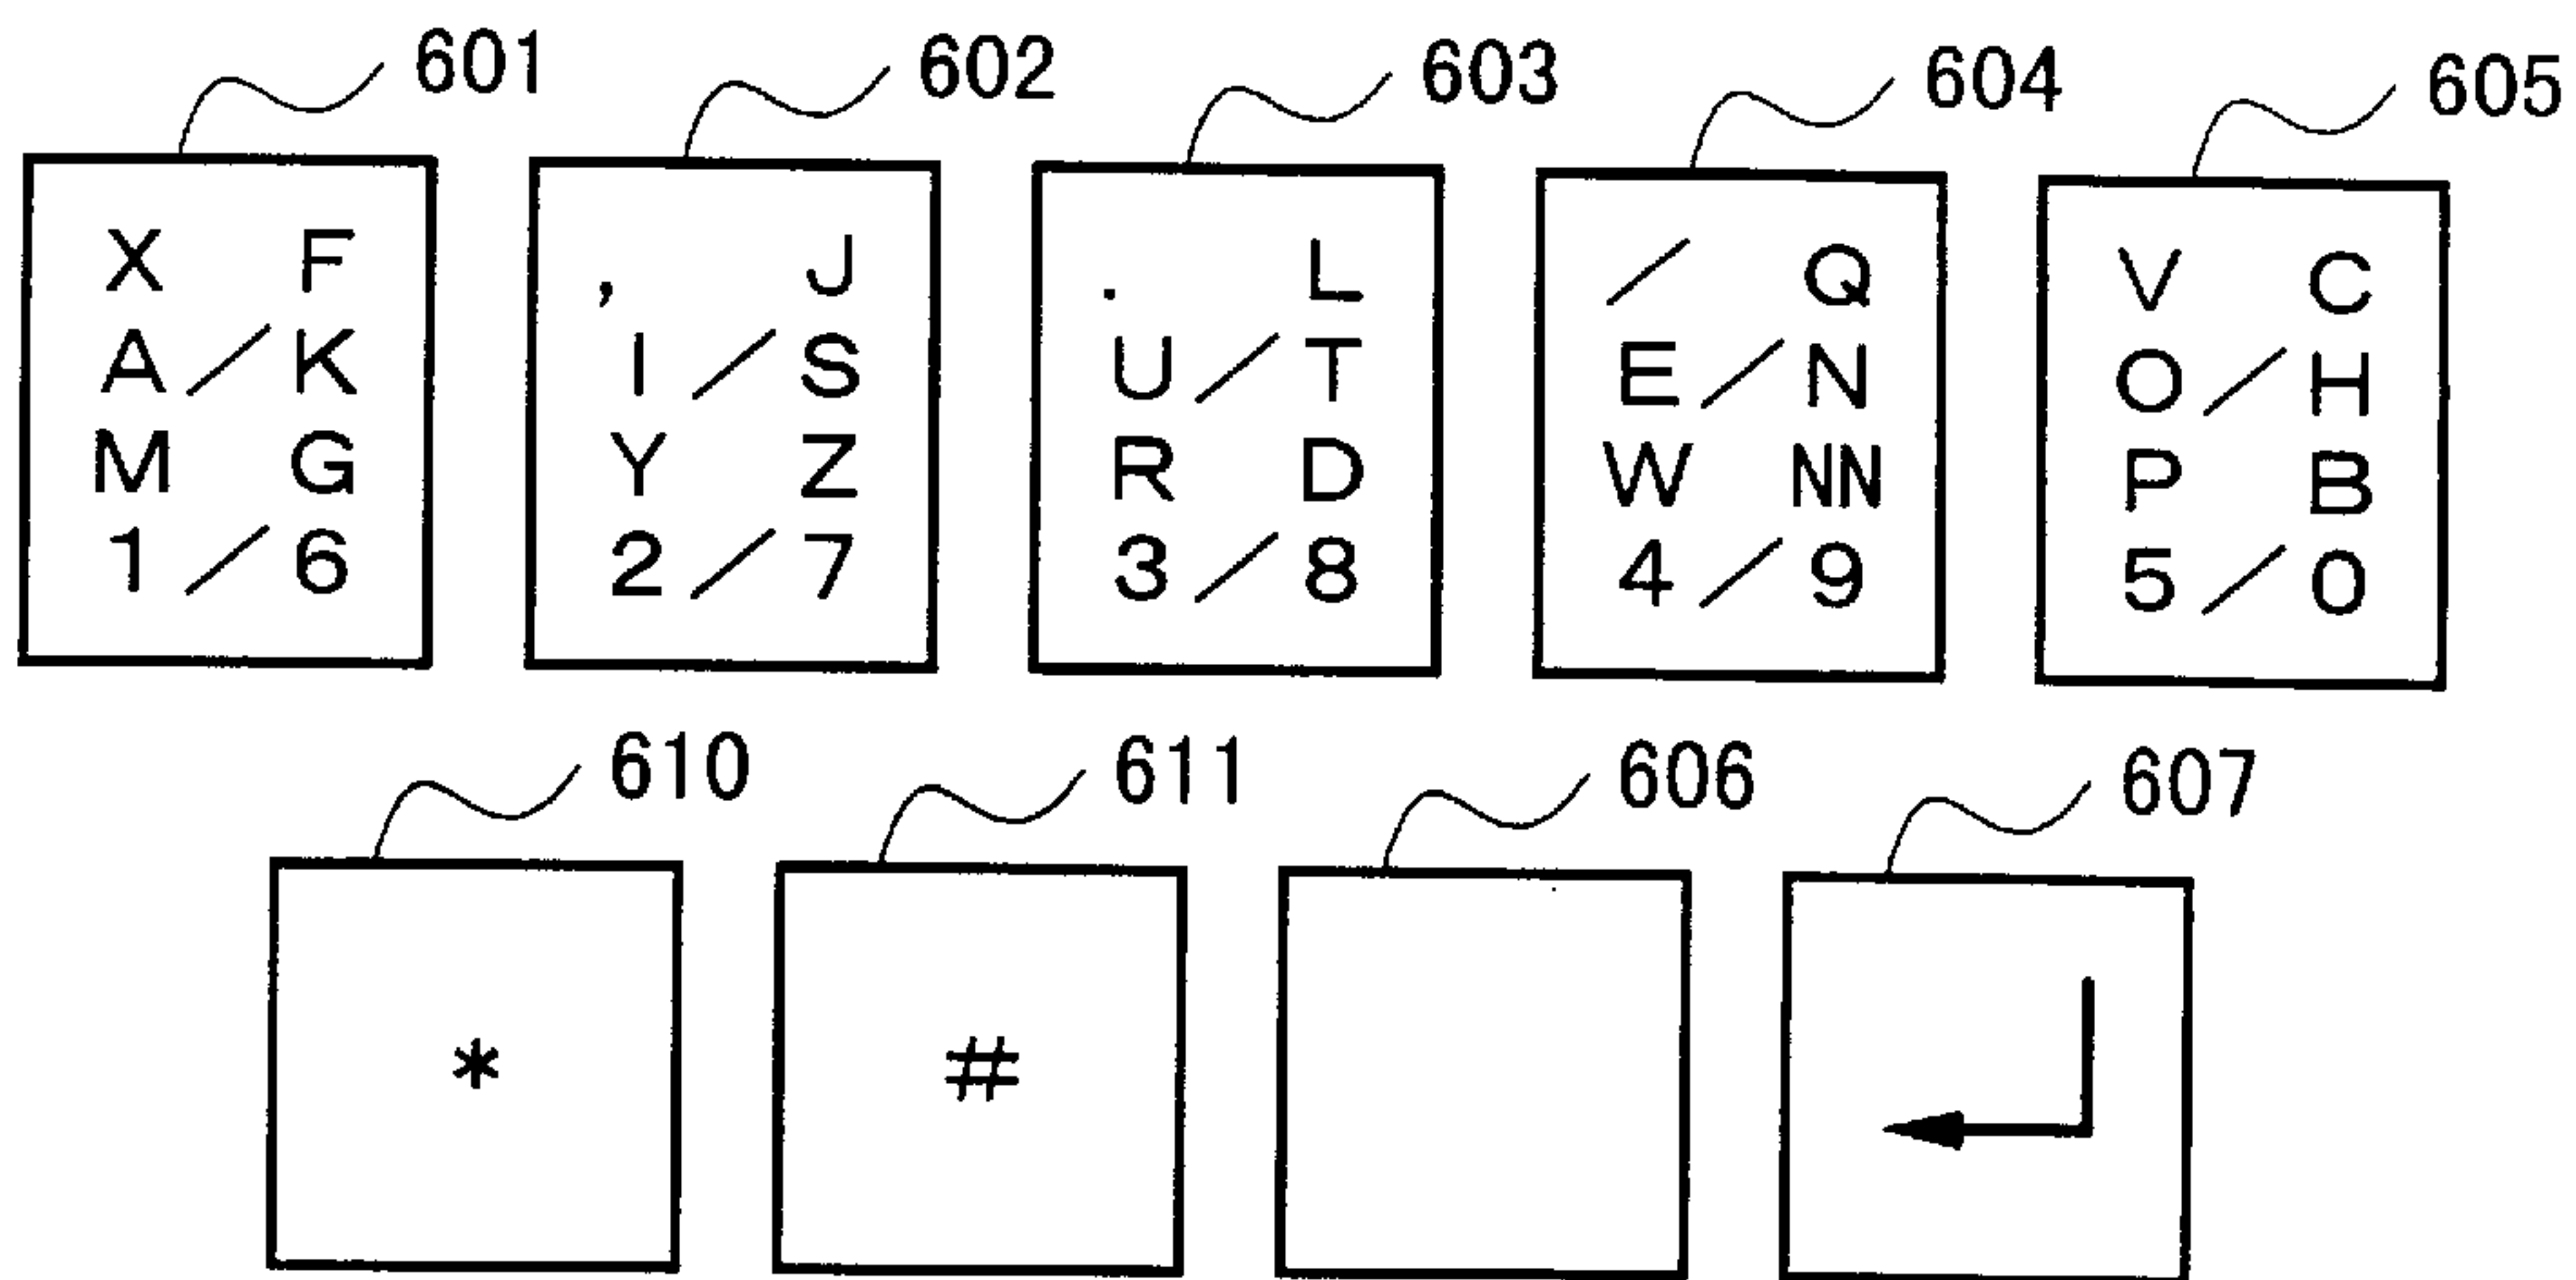 601 602 603 604 605
X F , J . L / Q V C
A/K I/S U/T E/N O/H
M G Y Z R D W NN P B
1/6 2/7 3/8 4/9 5/0
610 611 606 607
* #